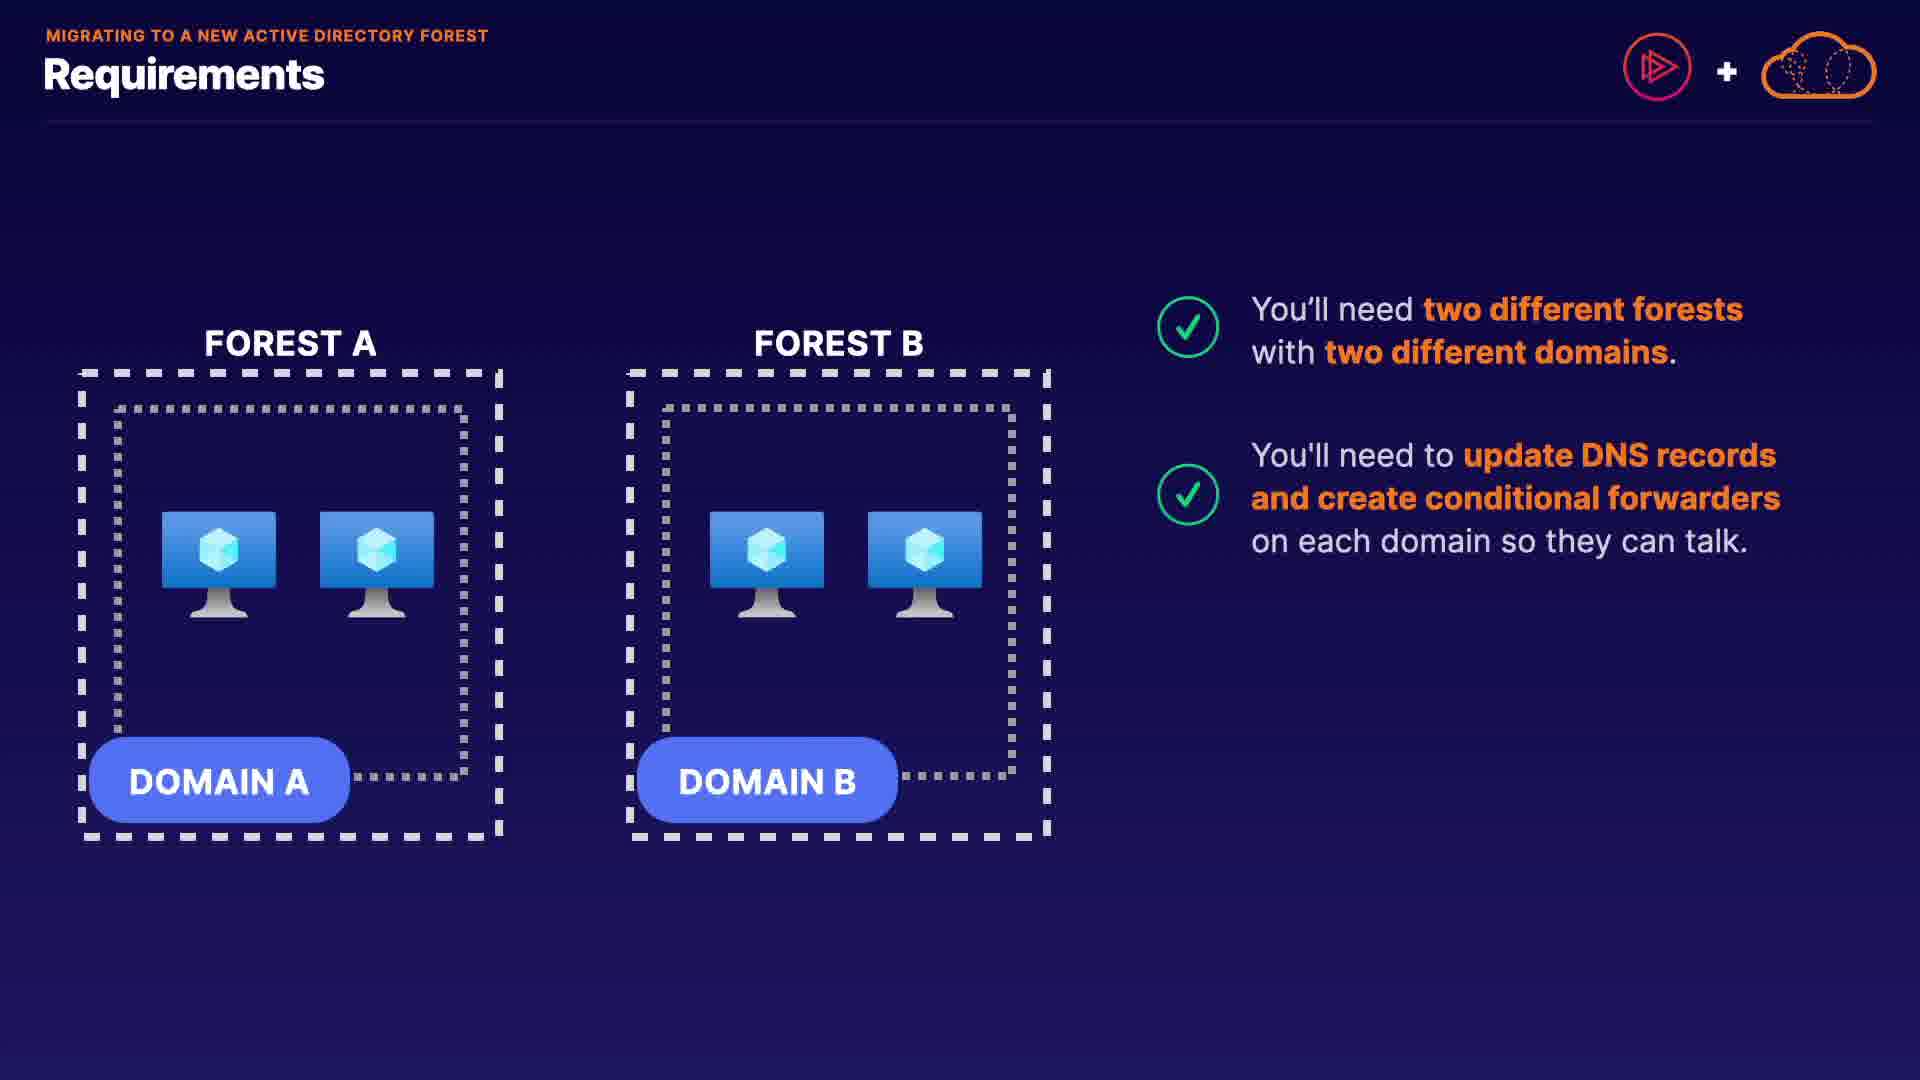 MIGRATING TO A NEW ACTIVE DIRECTORY FOREST
Requirements
FOREST A
DOMAIN A
FOREST B
DOMAIN B
You’ll need two different forests
with two different domains.
You'll need to update DNS records
and create conditional forwarders
on each domain so they can talk.